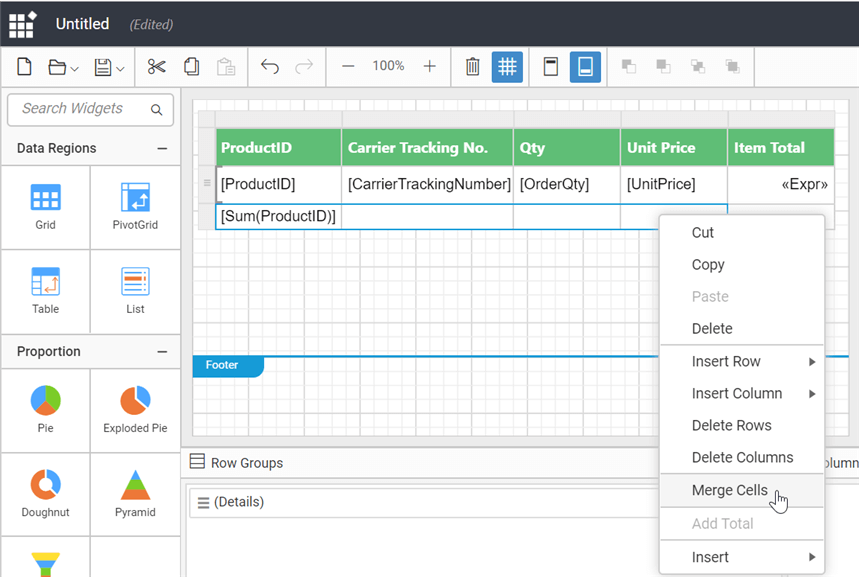 Untitled (Edited)
100%
Search Widgets
Data Regions
Grid PivotGrid
Table List
Proportion
Pie Exploded Pie
Doughnut Pyramid
ProductID Carrier Tracking No. Qty Unit Price Item Total
[ProductID] [CarrierTrackingNumber] [OrderQty] [UnitPrice] «Expr»
[Sum(ProductID)]
Footer
Row Groups
olumn
(Details)
Cut
Copy
Paste
Delete
Insert Row
Insert Column
Delete Rows
Delete Columns
Merge Cells
Add Total
Insert